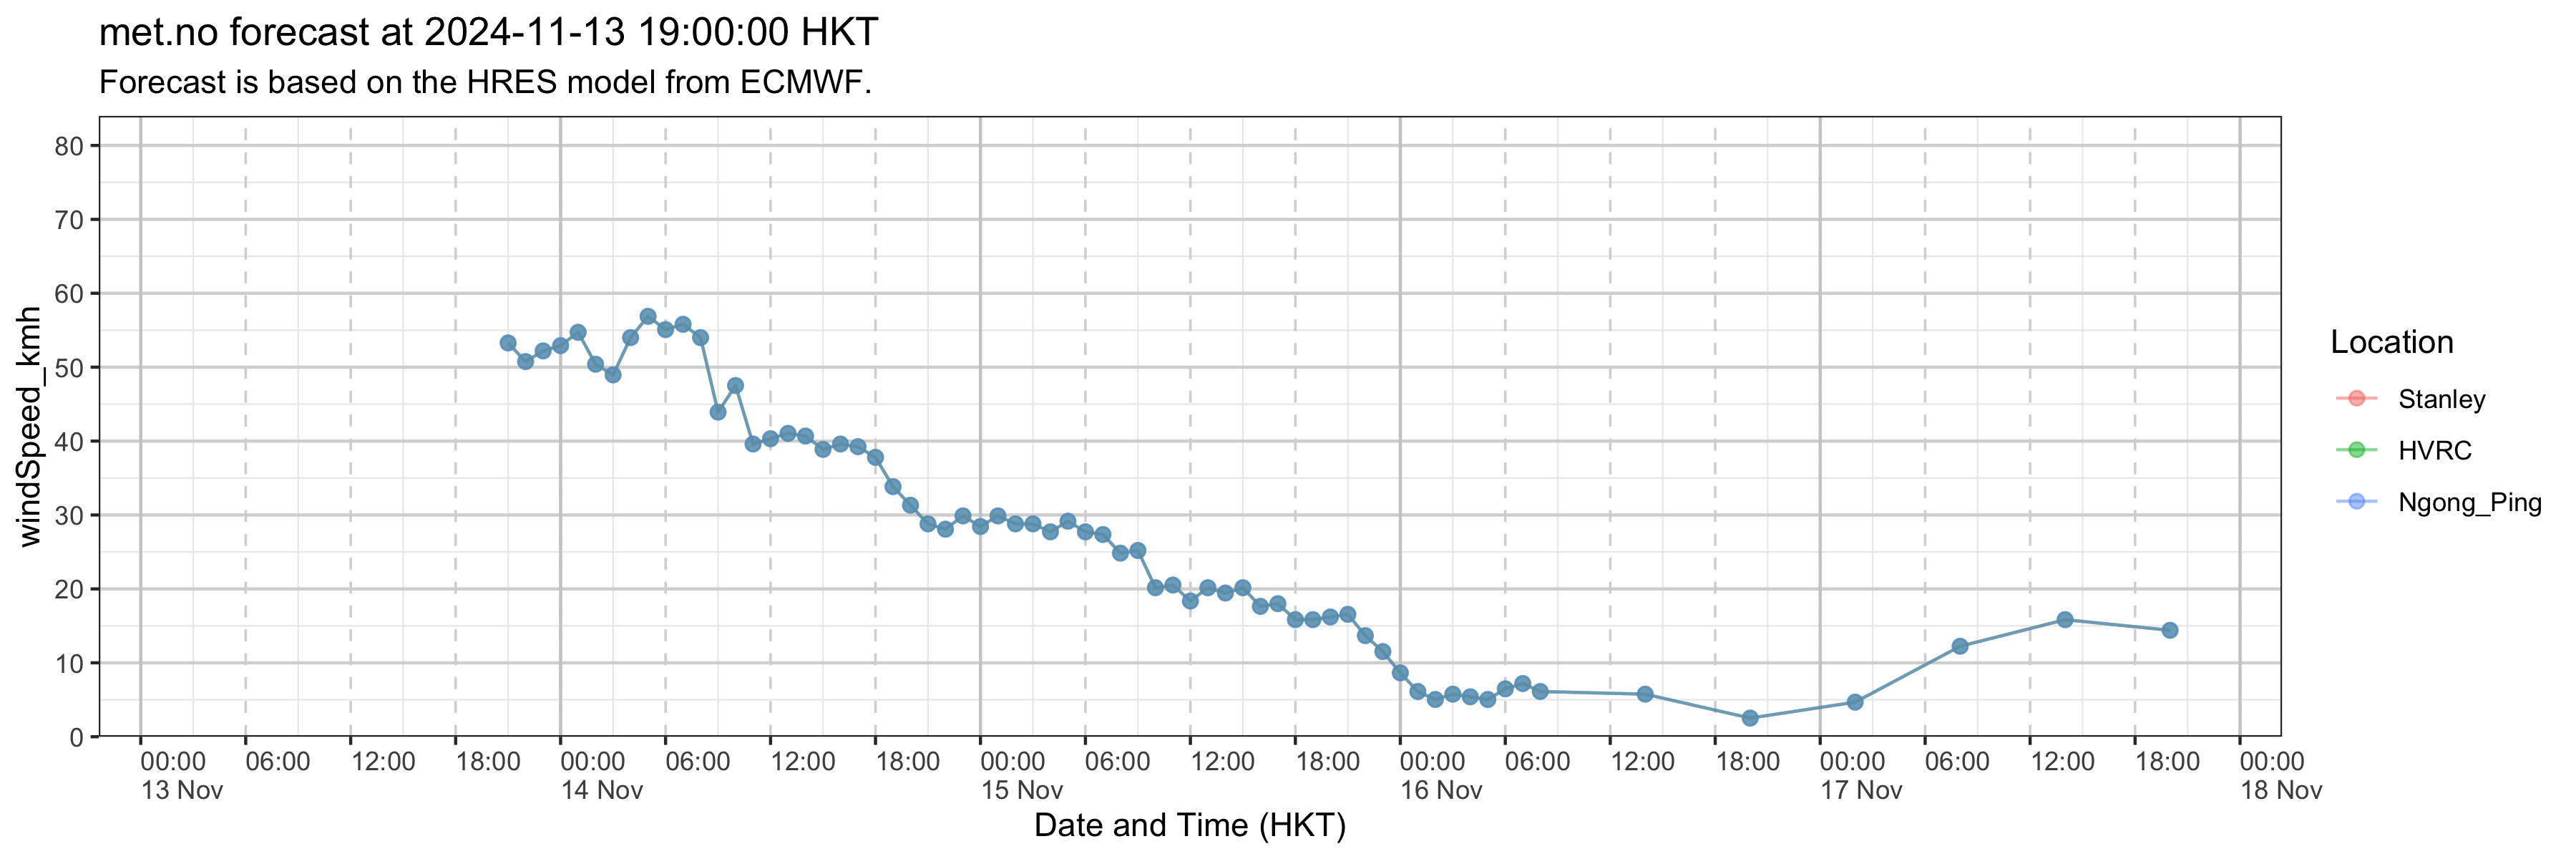 met.no forecast at 2024-11-13 19:00:00 HKT
Forecast is based on the HRES model from ECMWF.
80
70
60
50
40
30
20
10
0
windSpeed_kmh
00:00 06:00 12:00 18:00 00:00 06:00 12:00 18:00 00:00 06:00 12:00 18:00 00:00 06:00 12:00 18:00 00:00 06:00 12:00 18:00 00:00
13 Nov 14 Nov 15 Nov 16 Nov 17 Nov 18 Nov
Date and Time (HKT)
Location
Stanley
HVRC
Ngong_Ping